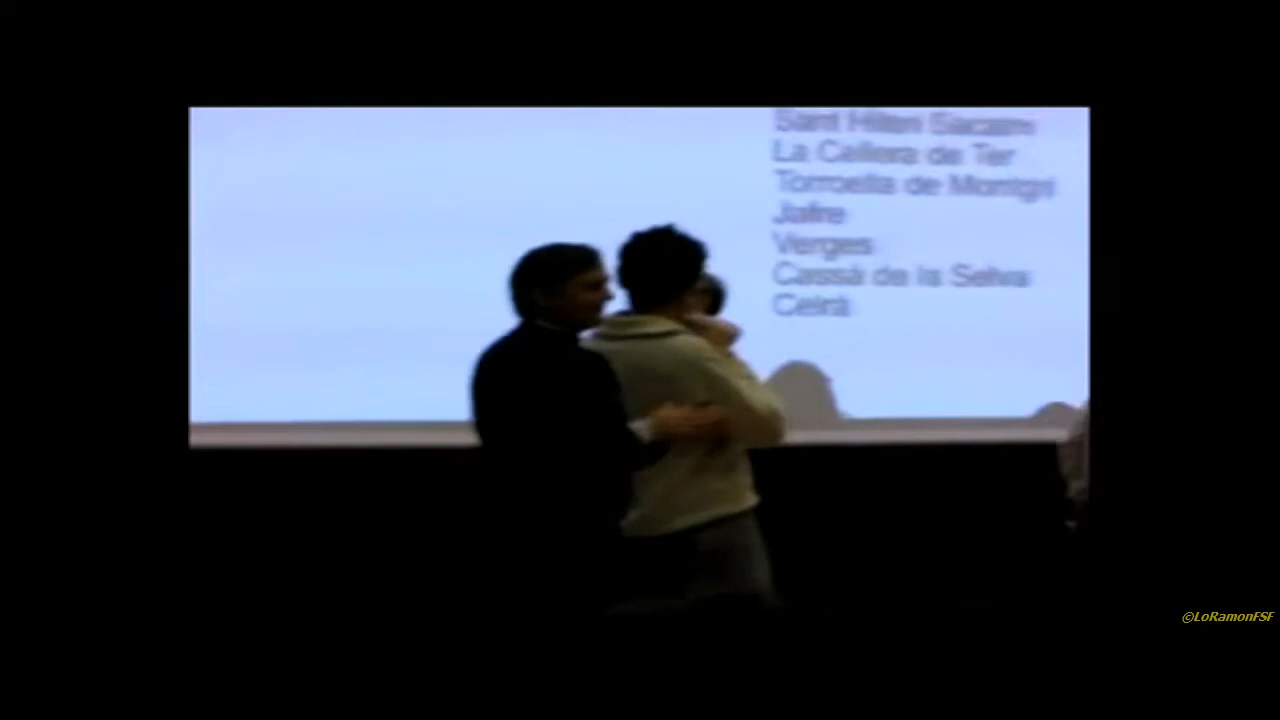 Sant Hilari Sacalm
La Cellera de Ter
Torroella de Montgrí
Jafre
Verges
Cassà de la Selva
Celrà
©LoRamonFSF